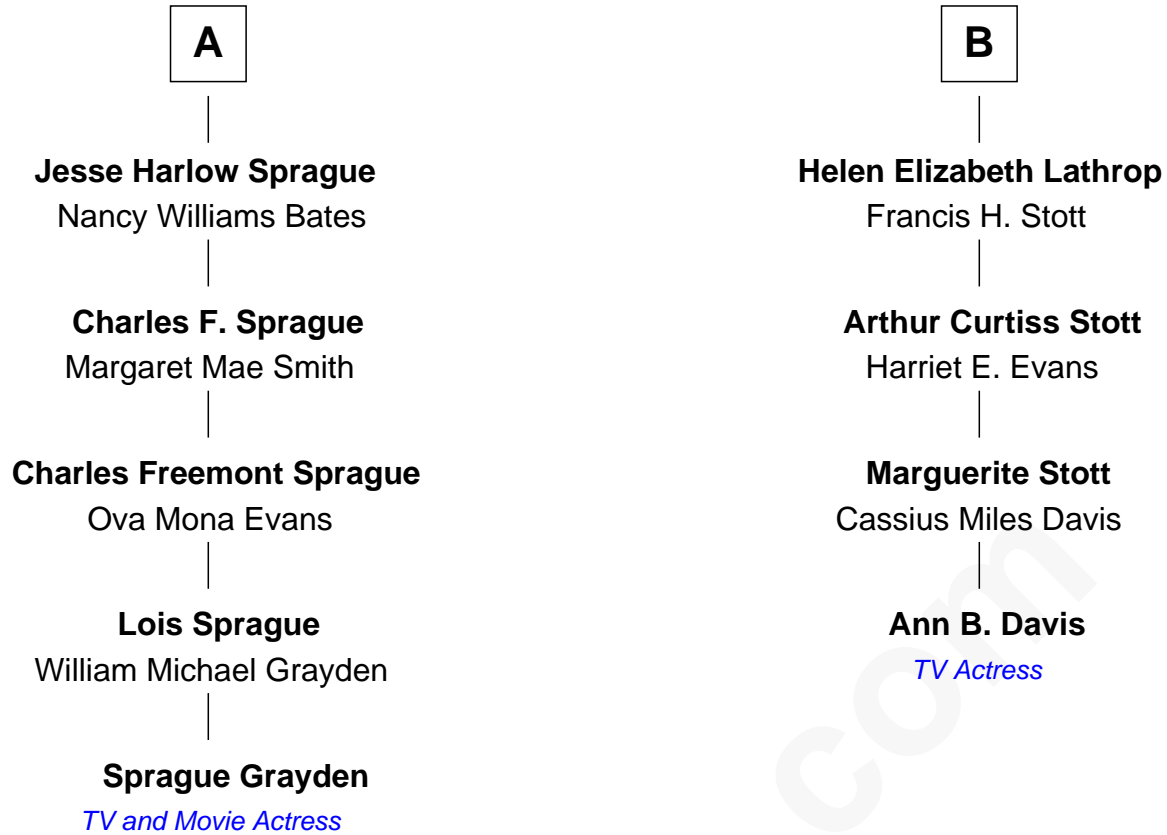 A
Jesse Harlow Sprague
Nancy Williams Bates
Charles F. Sprague
Margaret Mae Smith
Charles Freemont Sprague
Ova Mona Evans
Lois Sprague
William Michael Grayden
Sprague Grayden
TV and Movie Actress
B
Helen Elizabeth Lathrop
Francis H. Stott
Arthur Curtiss Stott
Harriet E. Evans
Marguerite Stott
Cassius Miles Davis
Ann B. Davis
TV Actress
com